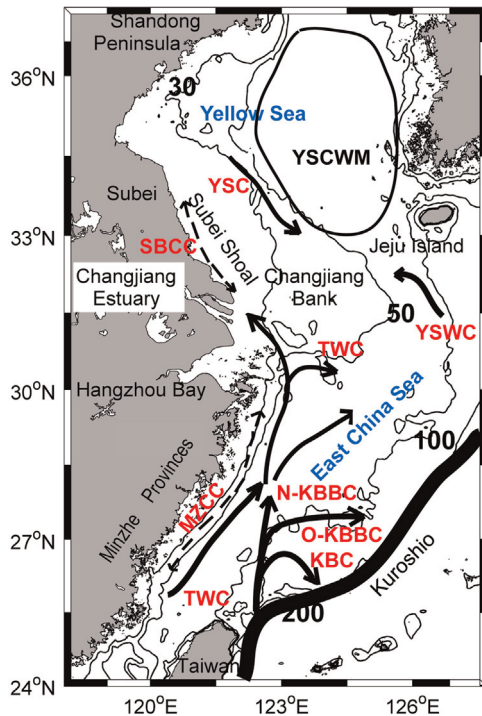 Shandong
Peninsula
36°N
30
Yellow Sea
YSCWM
YSC
Subei
Subei Shoal
33°N
SBCC
Jeju Island
Changjiang
Estuary
Changjiang
Bank
50
YSWC
TWC
30°N
Hangzhou Bay
East China Sea
100
Minzhe Provinces
MZCC
N-KBBC
O-KBBC
27°N
KBC
Kuroshio
TWC
200
Taiwan
24°N
120°E
123°E
126°E